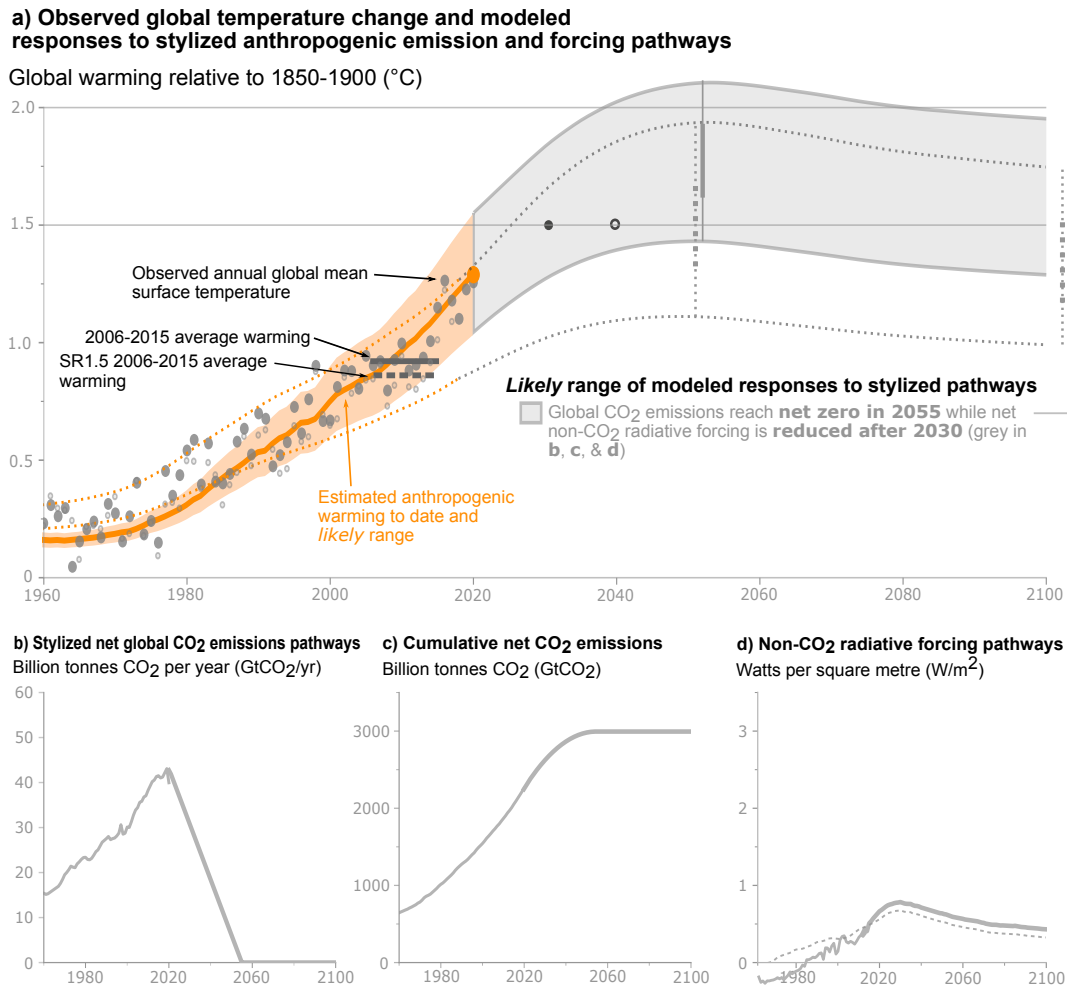 a) Observed global temperature change and modeled
responses to stylized anthropogenic emission and forcing pathways
Global warming relative to 1850-1900 (°C)
2.0
1.5
1.0
0.5
0
Observed annual global mean
surface temperature
2006-2015 average warming
SR1.5 2006-2015 average
warming
Estimated anthropogenic
warming to date and
likely range
Likely range of modeled responses to stylized pathways
Global CO2 emissions reach net zero in 2055 while net
non-CO2 radiative forcing is reduced after 2030 (grey in
b, c, & d)
1960 1980 2000 2020 2040 2060 2080 2100
b) Stylized net global CO2 emissions pathways
Billion tonnes CO2 per year (GtCO2/yr)
60
50
40
30
20
10
0
1980 2020 2060 2100
c) Cumulative net CO2 emissions
Billion tonnes CO2 (GtCO2)
3000
2000
1000
0
1980 2020 2060 2100
d) Non-CO2 radiative forcing pathways
Watts per square metre (W/m2)
3
2
1
0
1980 2020 2060 2100